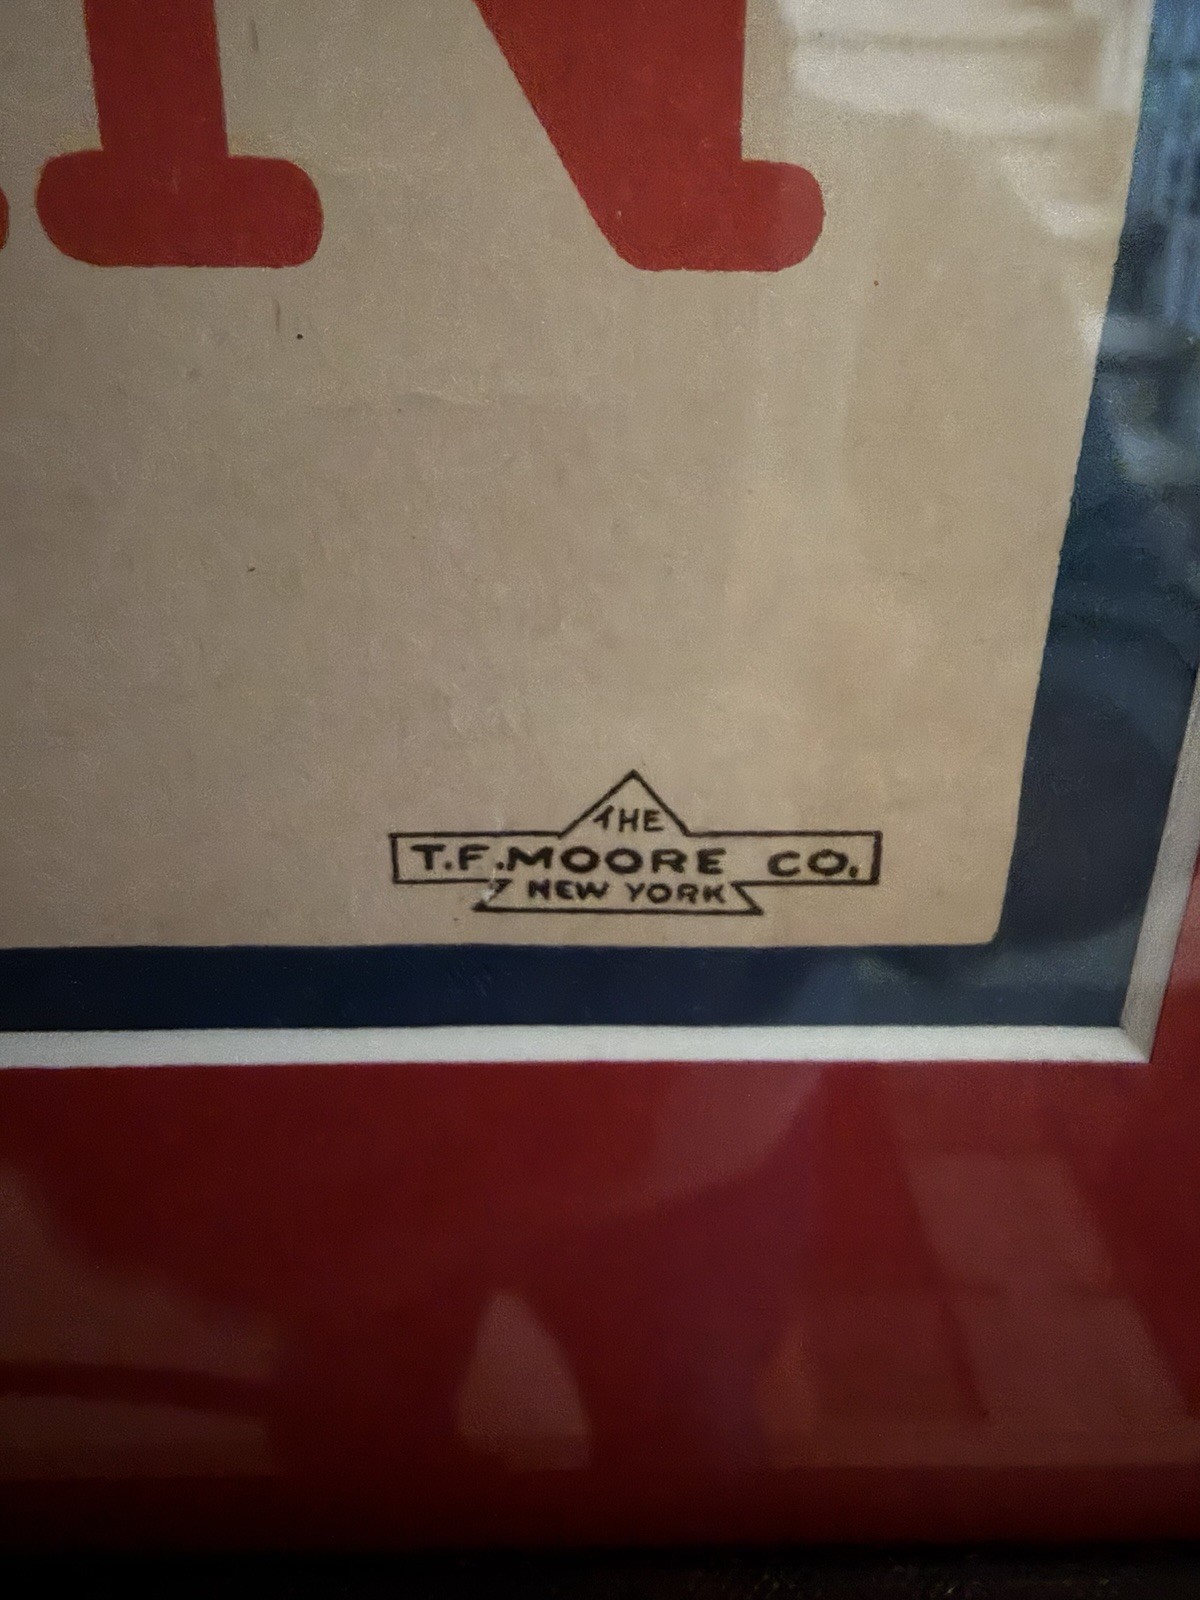 N
THE
T.F. MOORE CO.
NEW YORK